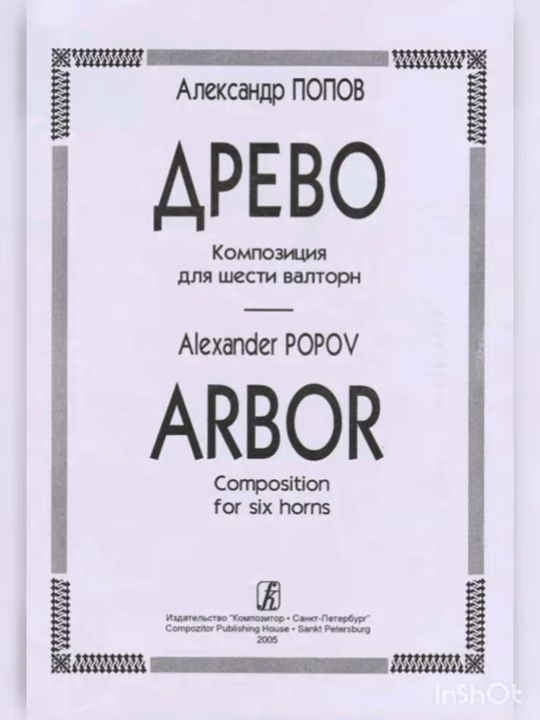 Александр ПОПОВ
ДРЕВО
Композиция
для шести валторн
Alexander POPOV
ARBOR
Composition
for six horns
Издательство "Композитор • Санкт-Петербург"
Compozitor Publishing House • Sankt Petersburg
2005
InShOt